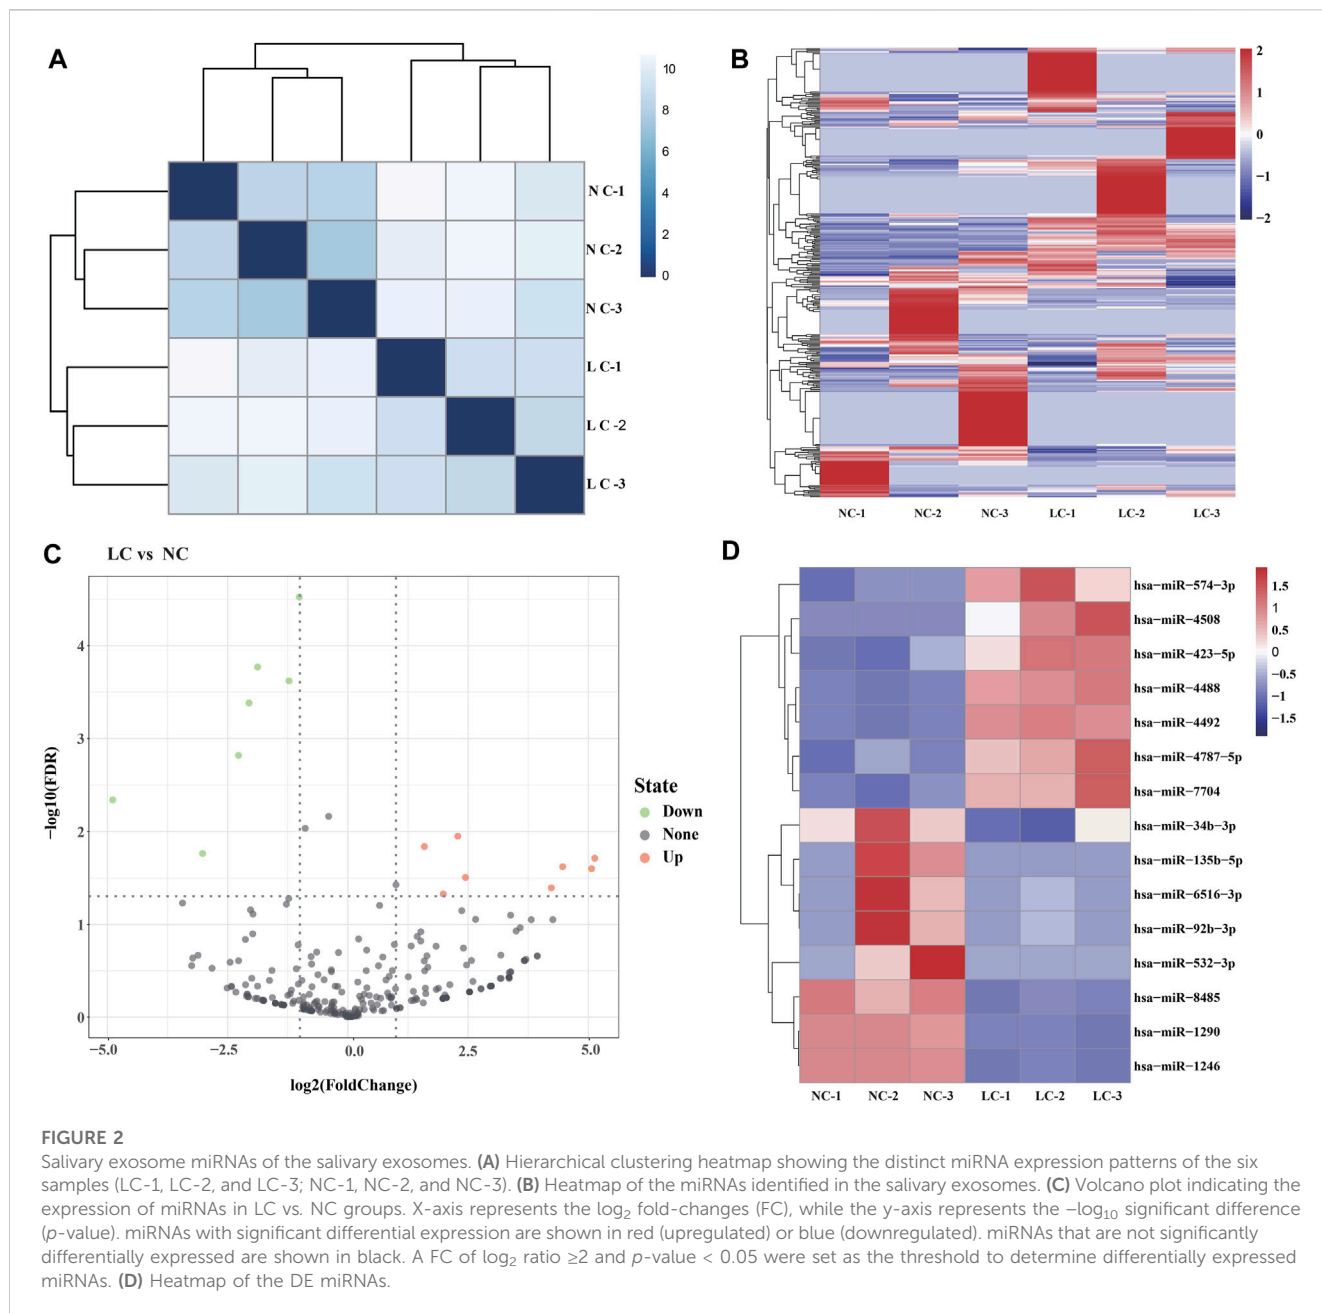 A
10
8
6
4
2
0
N C-1
N C-2
N C-3
L C-1
L C -2
L C -3
B
2
1
0
−1
−2
NC-1 NC-2 NC-3 LC-1 LC-2 LC-3
C LC vs NC
4
3
2
1
0
−log10(FDR)
−5.0 −2.5 0.0 2.5 5.0
log2(FoldChange)
State
Down
None
Up
D
hsa−miR−574−3p
hsa−miR−4508
hsa−miR−423−5p
hsa−miR−4488
hsa−miR−4492
hsa−miR−4787−5p
hsa−miR−7704
hsa−miR−34b−3p
hsa−miR−135b−5p
hsa−miR−6516−3p
hsa−miR−92b−3p
hsa−miR−532−3p
hsa−miR−8485
hsa−miR−1290
hsa−miR−1246
1.5
1
0.5
0
−0.5
−1
−1.5
NC-1 NC-2 NC-3 LC-1 LC-2 LC-3
FIGURE 2
Salivary exosome miRNAs of the salivary exosomes. (A) Hierarchical clustering heatmap showing the distinct miRNA expression patterns of the six
samples (LC-1, LC-2, and LC-3; NC-1, NC-2, and NC-3). (B) Heatmap of the miRNAs identified in the salivary exosomes. (C) Volcano plot indicating the
expression of miRNAs in LC vs. NC groups. X-axis represents the log₂ fold-changes (FC), while the y-axis represents the −log₁₀ significant difference
(p-value). miRNAs with significant differential expression are shown in red (upregulated) or blue (downregulated). miRNAs that are not significantly
differentially expressed are shown in black. A FC of log₂ ratio ≥2 and p-value < 0.05 were set as the threshold to determine differentially expressed
miRNAs. (D) Heatmap of the DE miRNAs.